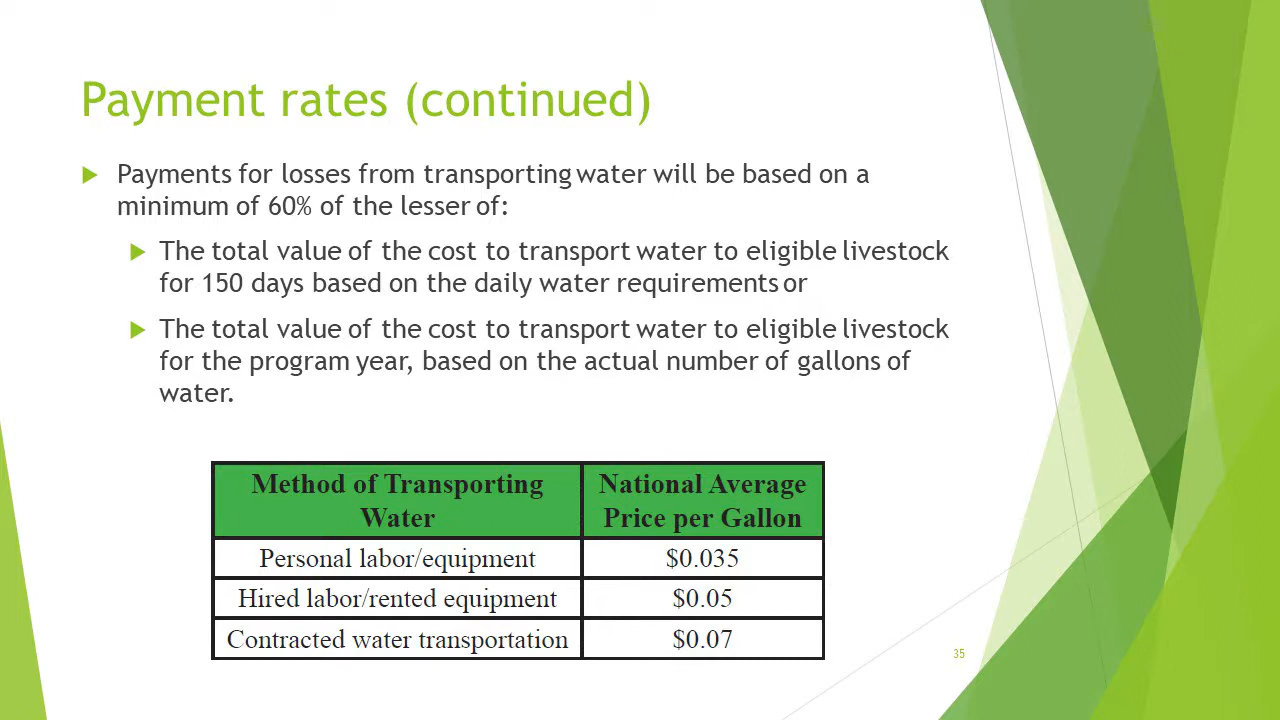 Payment rates (continued)
Payments for losses from transporting water will be based on a
minimum of 60% of the lesser of:
The total value of the cost to transport water to eligible livestock
for 150 days based on the daily water requirements or
The total value of the cost to transport water to eligible livestock
for the program year, based on the actual number of gallons of
water.
Method of Transporting
Water
National Average
Price per Gallon
Personal labor/equipment
$0.035
Hired labor/rented equipment
$0.05
Contracted water transportation
$0.07
35